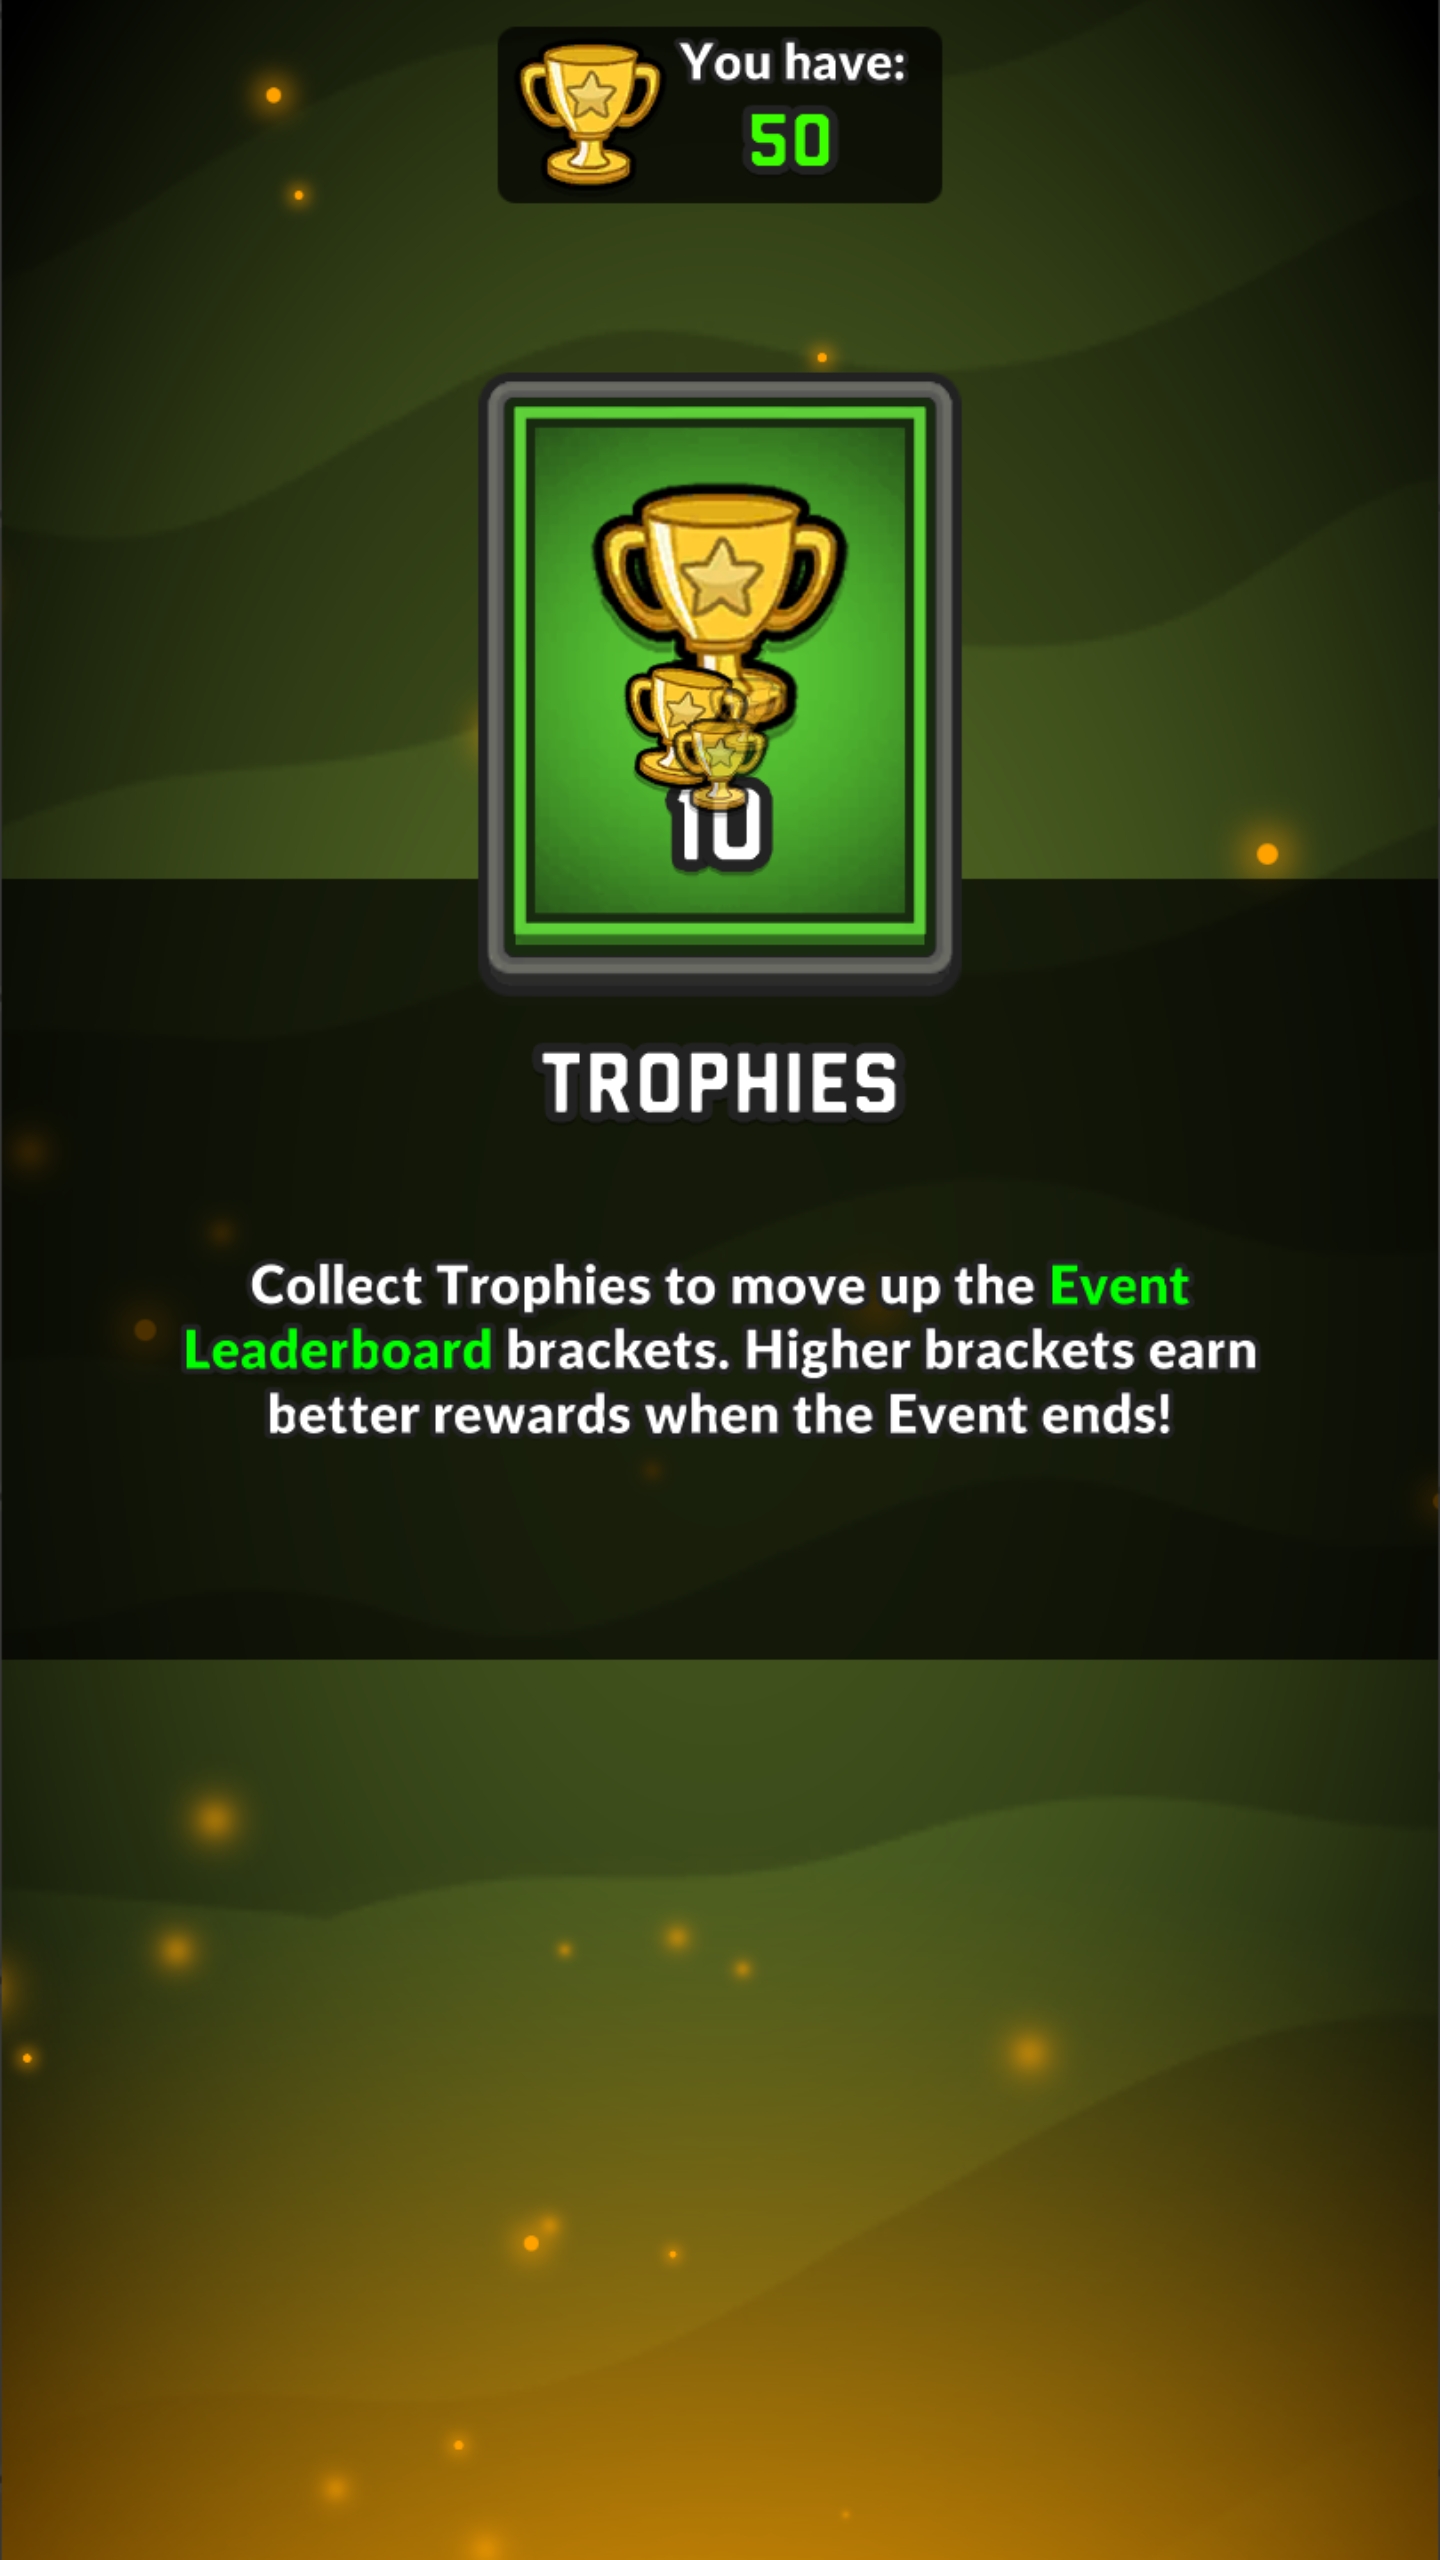 You have:
50
10
TROPHIES
Collect Trophies to move up the Event
Leaderboard brackets. Higher brackets earn
better rewards when the Event ends!